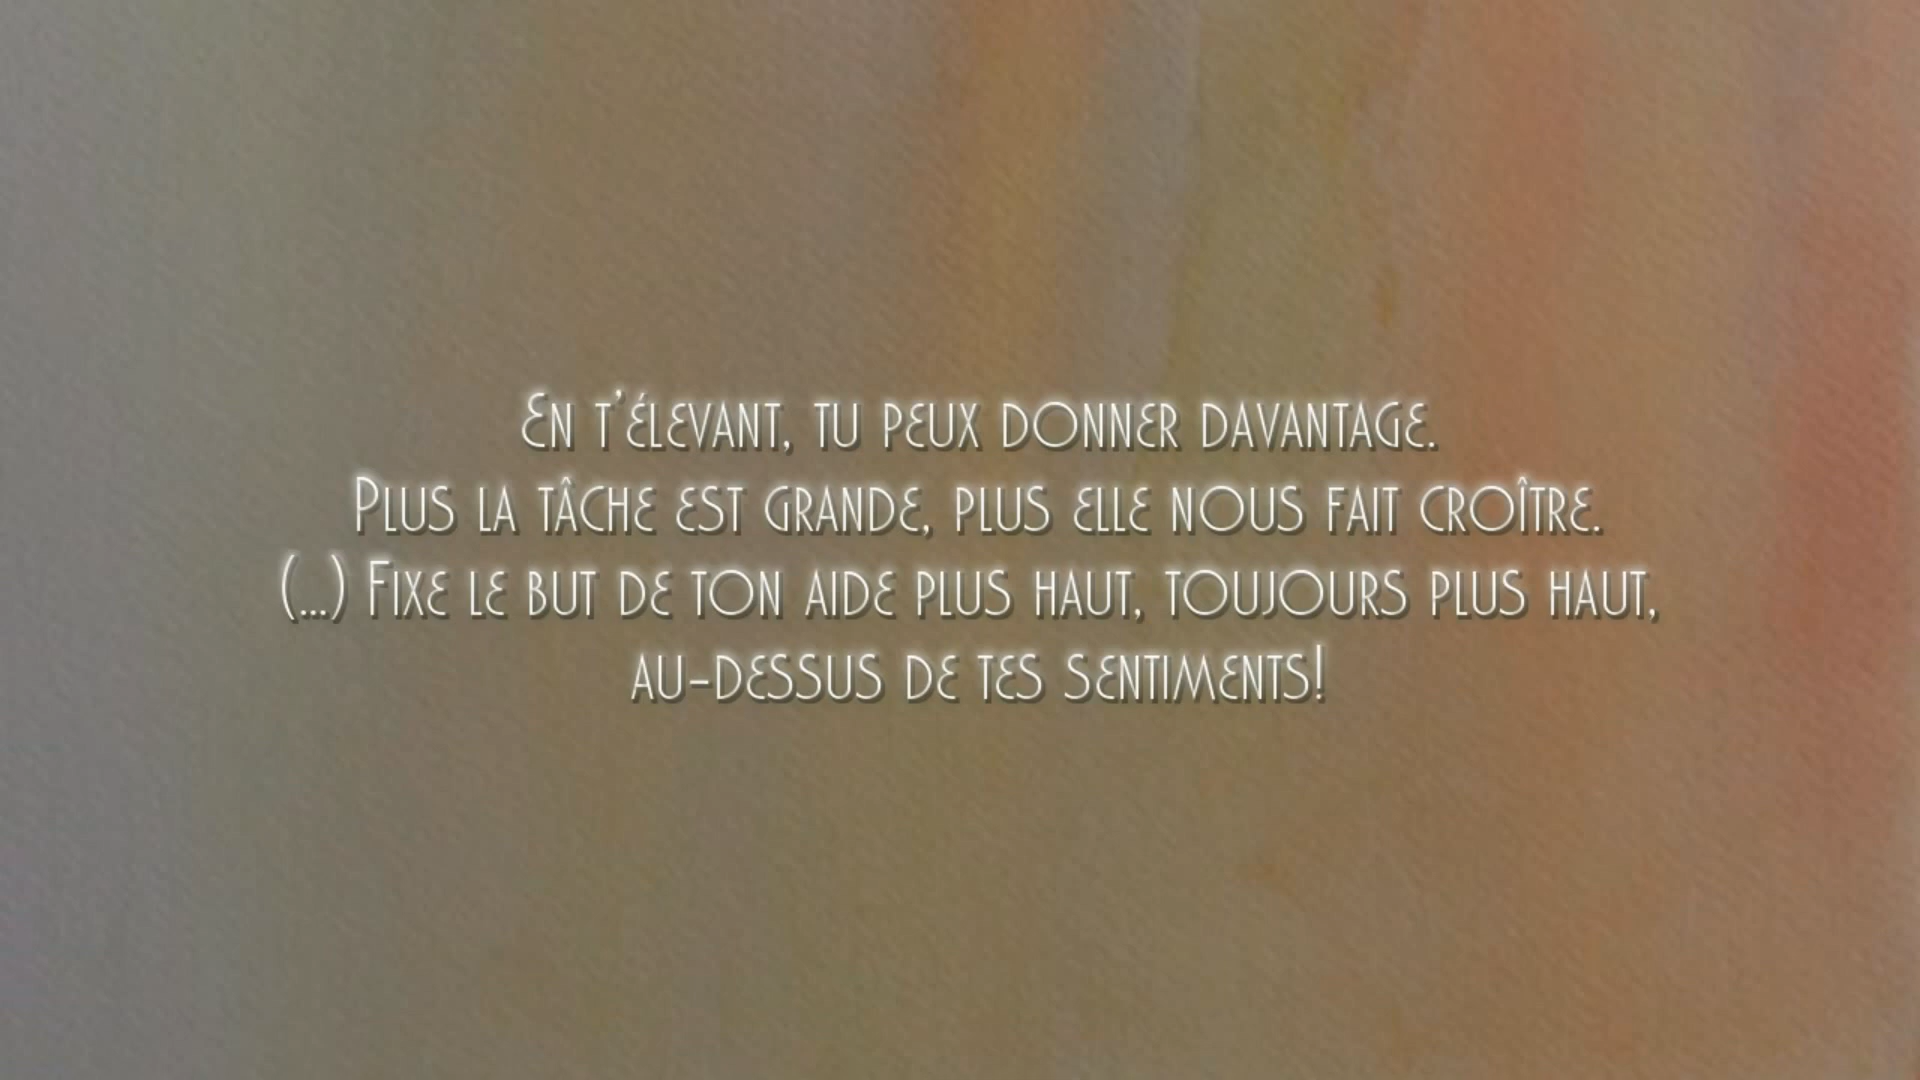 En t'élevant, tu peux donner davantage.
Plus la tâche est grande, plus elle nous fait croître.
(...) Fixe le but de ton aide plus haut, toujours plus haut,
au-dessus de tes sentiments!